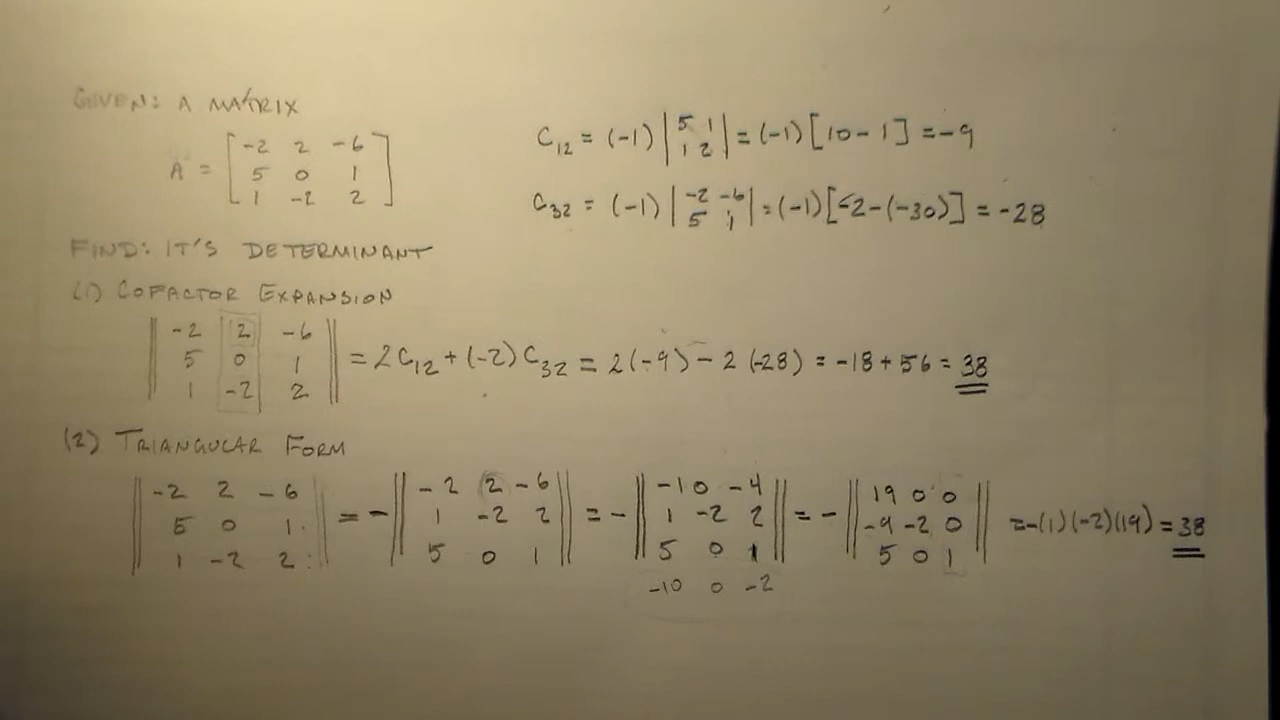 GIVEN: A MATRIX
A = [ -2 2 -6
5 0 1
1 -2 2 ]
C12 = (-1) | 5 1
1 2 | = (-1) [10 - 1] = -9
C32 = (-1) | -2 -6
5 1 | = (-1) [-2-(-30)] = -28
FIND: IT'S DETERMINANT
(1) COFACTOR EXPANSION
|| -2 2 -6
5 0 1
1 -2 2 || = 2C12 + (-2) C32 = 2(-9) - 2(-28) = -18 + 56 = 38
(2) TRIANGULAR FORM
|| -2 2 -6
5 0 1
1 -2 2 || = - || -2 2 -6
1 -2 2
5 0 1 || = - || -1 0 -4
1 -2 2
5 0 1 || = - || 19 0 0
-9 -2 0
5 0 1 || = -(1)(-2)(19) = 38
-10 0 -2